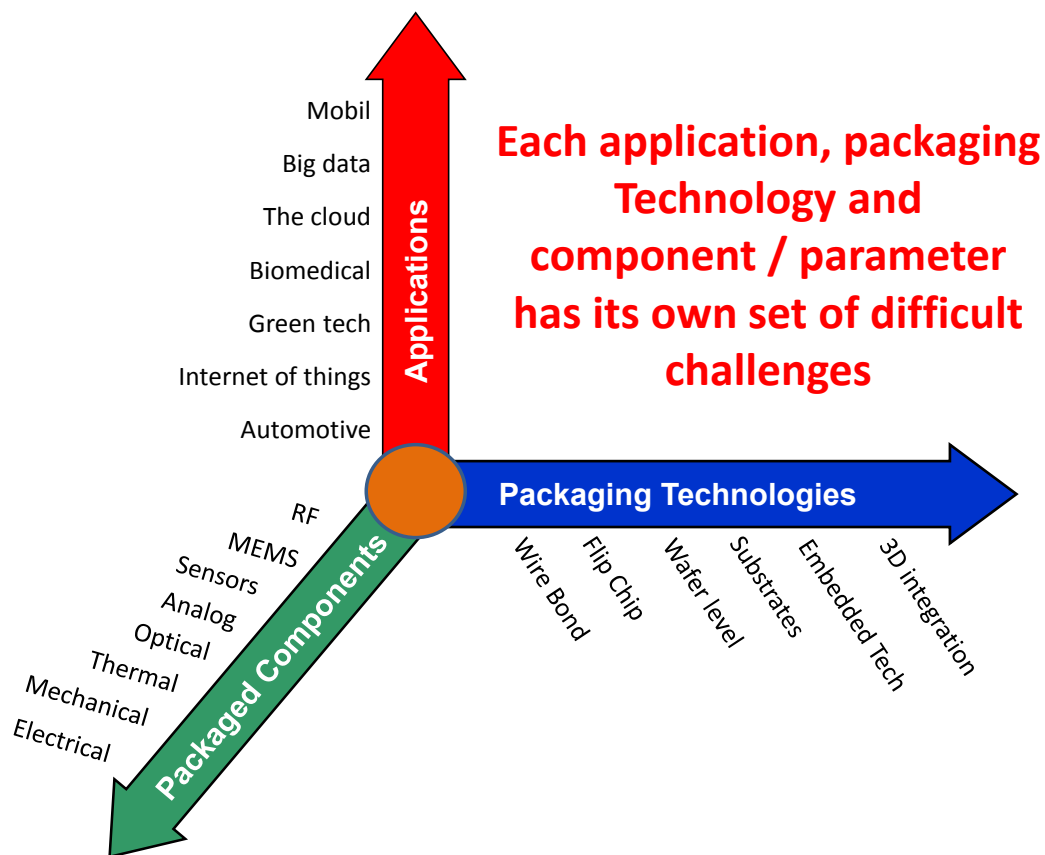 Mobil
Big data
The cloud
Biomedical
Green tech
Internet of things
Automotive
Applications
Each application, packaging
Technology and
component / parameter
has its own set of difficult
challenges
Packaging Technologies
Wire Bond
Flip Chip
Wafer level
Substrates
Embedded Tech
3D integration
RF
MEMS
Sensors
Analog
Optical
Thermal
Mechanical
Electrical
Packaged Components